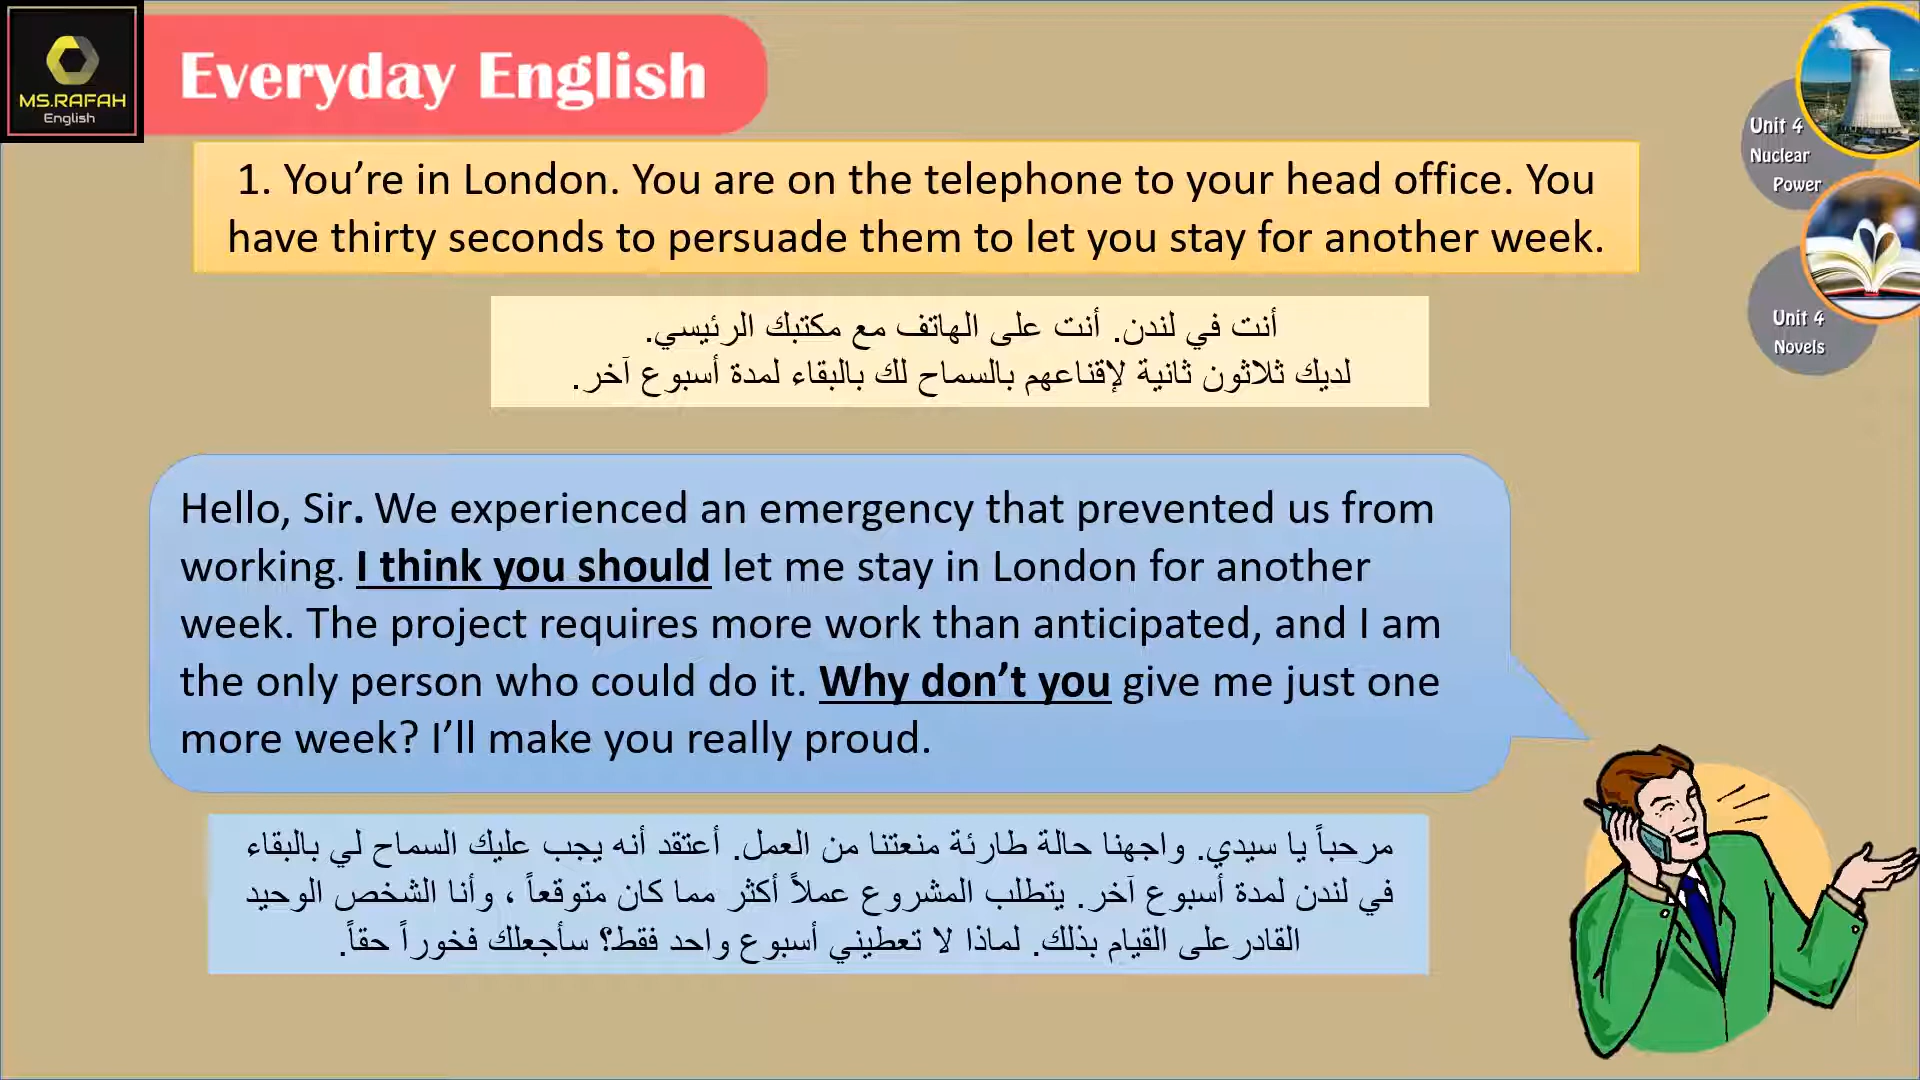 MS.RAFAH
English
Everyday English
Unit 4
Nuclear
Power
Unit 4
Novels
1. You’re in London. You are on the telephone to your head office. You
have thirty seconds to persuade them to let you stay for another week.
أنت في لندن. أنت على الهاتف مع مكتبك الرئيسي.
لديك ثلاثون ثانية لإقناعهم بالسماح لك بالبقاء لمدة أسبوع آخر.
Hello, Sir. We experienced an emergency that prevented us from
working. I think you should let me stay in London for another
week. The project requires more work than anticipated, and I am
the only person who could do it. Why don’t you give me just one
more week? I’ll make you really proud.
مرحباً يا سيدي. واجهنا حالة طارئة منعتنا من العمل. أعتقد أنه يجب عليك السماح لي بالبقاء
في لندن لمدة أسبوع آخر. يتطلب المشروع عملاً أكثر مما كان متوقعاً ، وأنا الشخص الوحيد
القادر على القيام بذلك. لماذا لا تعطيني أسبوع واحد فقط؟ سأجعلك فخوراً حقاً.